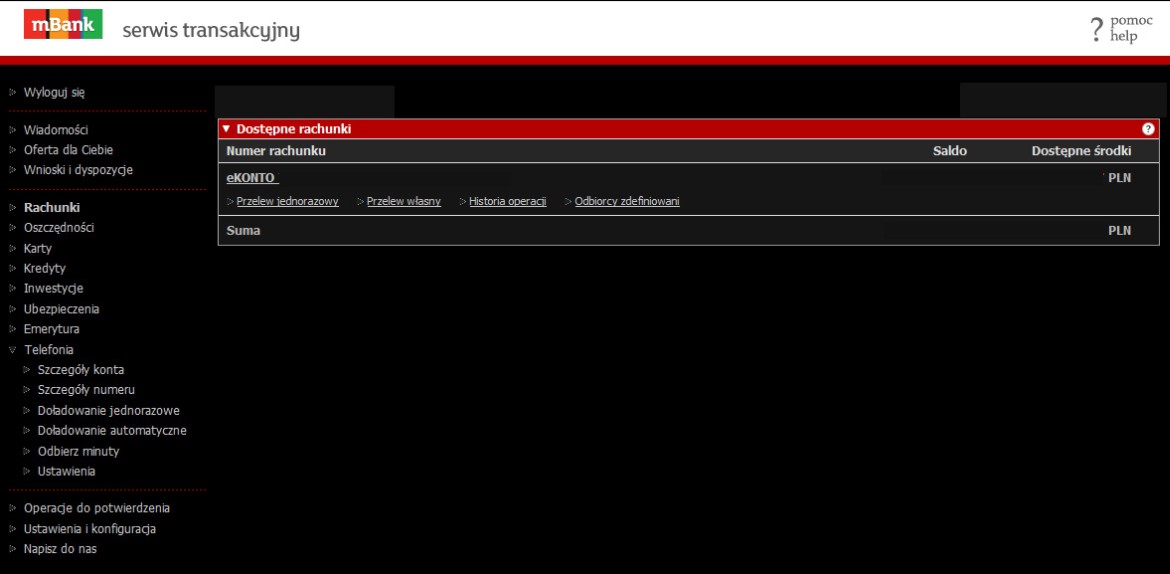 mBank serwis transakcyjny
? pomoc
help
Wyloguj się
Wiadomości
Oferta dla Ciebie
Wnioski i dyspozycje
Rachunki
Oszczędności
Karty
Kredyty
Inwestycje
Ubezpieczenia
Emerytura
Telefonia
Szczegóły konta
Szczegóły numeru
Doładowanie jednorazowe
Doładowanie automatyczne
Odbierz minuty
Ustawienia
Operacje do potwierdzenia
Ustawienia i konfiguracja
Napisz do nas
Dostępne rachunki ?
Numer rachunku Saldo Dostępne środki
eKONTO PLN
Przelew jednorazowy Przelew własny Historia operacji Odbiorcy zdefiniowani
Suma PLN